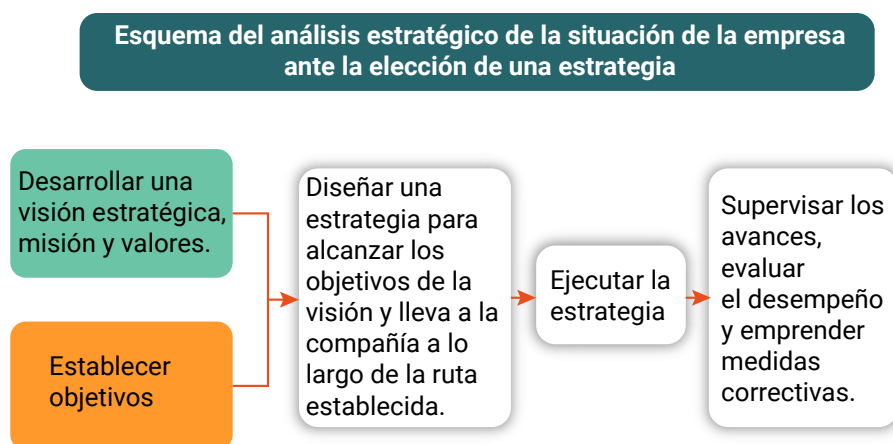 Esquema del análisis estratégico de la situación de la empresa
ante la elección de una estrategia
Desarrollar una
visión estratégica,
misión y valores.
Establecer
objetivos
Diseñar una
estrategia para
alcanzar los
objetivos de la
visión y lleva a la
compañía a lo
largo de la ruta
establecida.
Ejecutar la
estrategia
Supervisar los
avances,
evaluar
el desempeño
y emprender
medidas
correctivas.